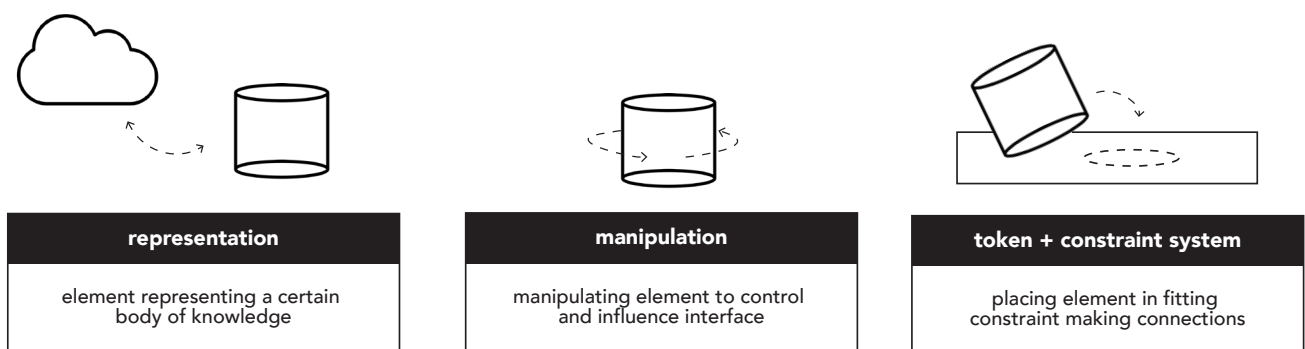 representation
element representing a certain
body of knowledge
manipulation
manipulating element to control
and influence interface
token + constraint system
placing element in fitting
constraint making connections